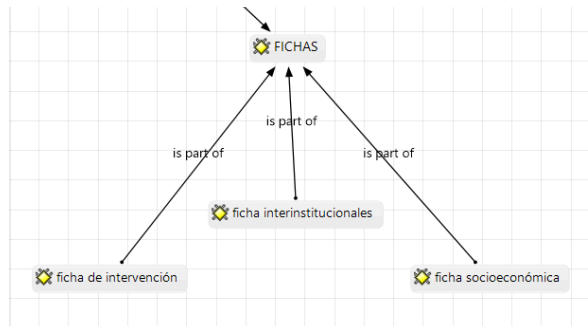 FICHAS
is part of
is part of
is part of
ficha interinstitucionales
ficha de intervención
ficha socioeconómica